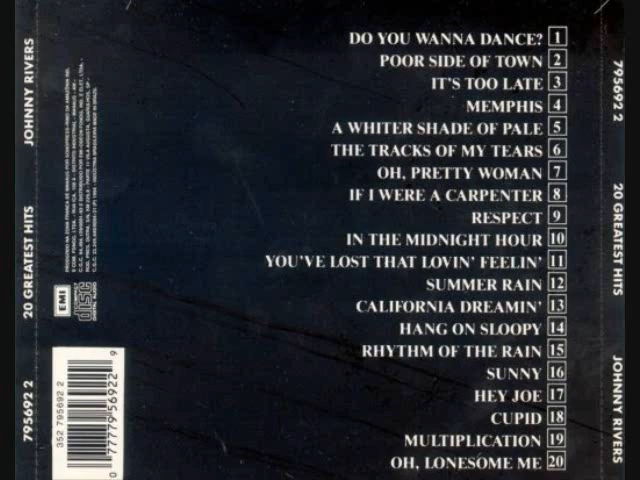 DO YOU WANNA DANCE? 1
POOR SIDE OF TOWN 2
IT'S TOO LATE 3
MEMPHIS 4
A WHITER SHADE OF PALE 5
THE TRACKS OF MY TEARS 6
OH, PRETTY WOMAN 7
IF I WERE A CARPENTER 8
RESPECT 9
IN THE MIDNIGHT HOUR 10
YOU'VE LOST THAT LOVIN' FEELIN' 11
SUMMER RAIN 12
CALIFORNIA DREAMIN' 13
HANG ON SLOOPY 14
RHYTHM OF THE RAIN 15
SUNNY 16
HEY JOE 17
CUPID 18
MULTIPLICATION 19
OH, LONESOME ME 20
795692 2 20 GREATEST HITS JOHNNY RIVERS
795692 2 20 GREATEST HITS JOHNNY RIVERS
EMI
COMPACT
disc
DIGITAL AUDIO
352 795692 2
0 77779 56922 9